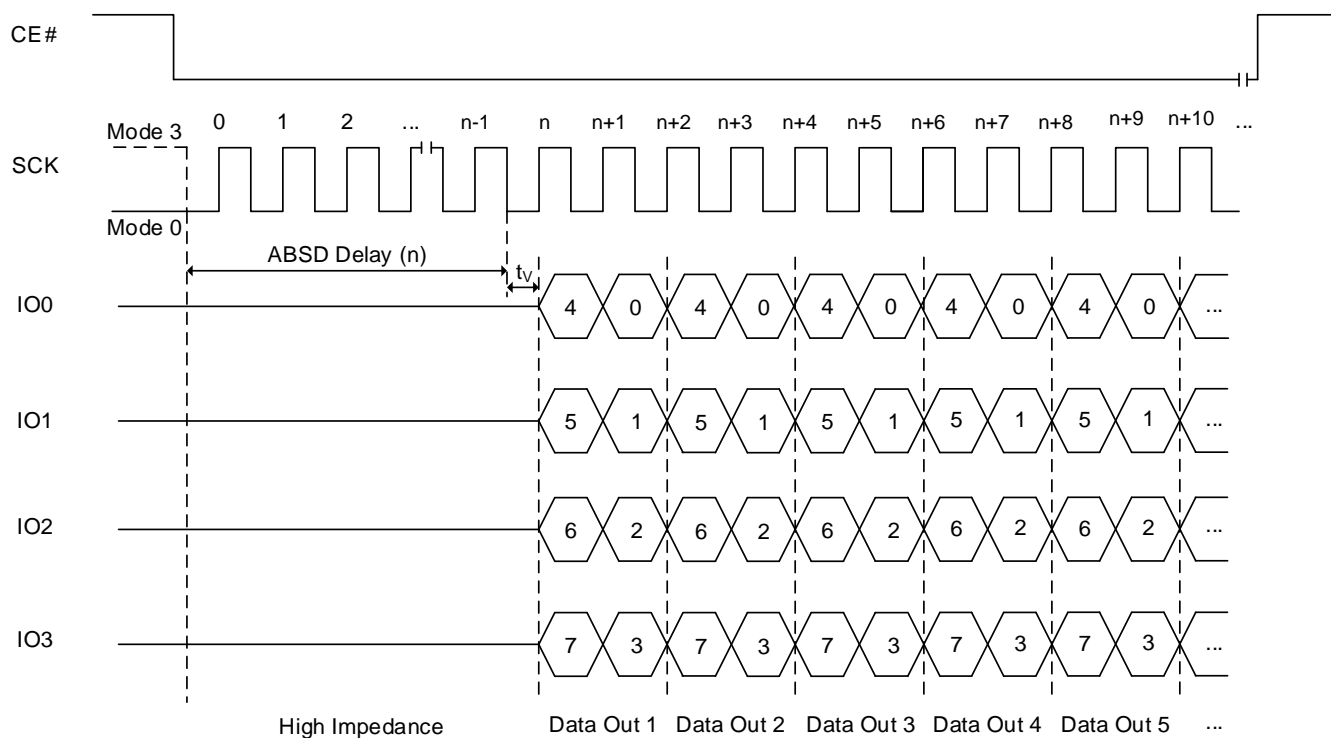 CE#
0 1 2 ... n-1 n n+1 n+2 n+3 n+4 n+5 n+6 n+7 n+8 n+9 n+10 ...
Mode 3
SCK
Mode 0
ABSD Delay (n)
tV
IO0 4 0 4 0 4 0 4 0 4 0 ...
IO1 5 1 5 1 5 1 5 1 5 1 ...
IO2 6 2 6 2 6 2 6 2 6 2 ...
IO3 7 3 7 3 7 3 7 3 7 3 ...
High Impedance Data Out 1 Data Out 2 Data Out 3 Data Out 4 Data Out 5 ...